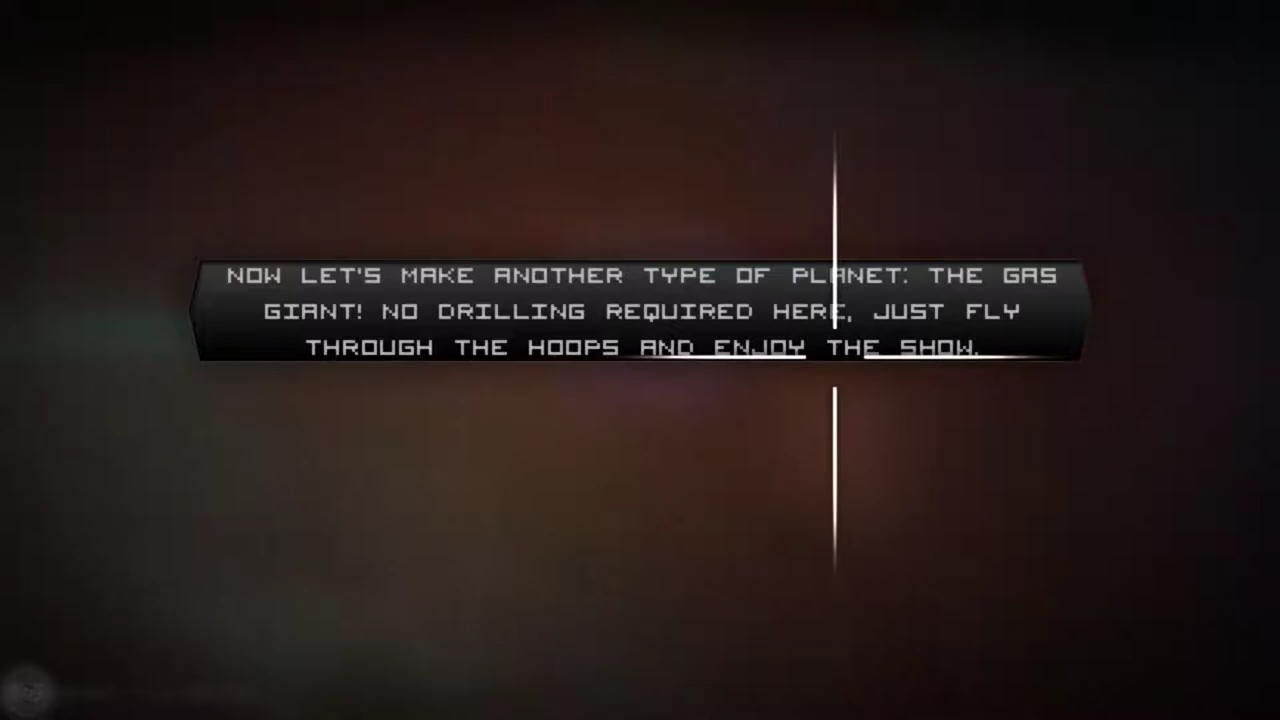 NOW LET'S MAKE ANOTHER TYPE OF PLANET: THE GAS
GIANT! NO DRILLING REQUIRED HERE, JUST FLY
THROUGH THE HOOPS AND ENJOY THE SHOW.